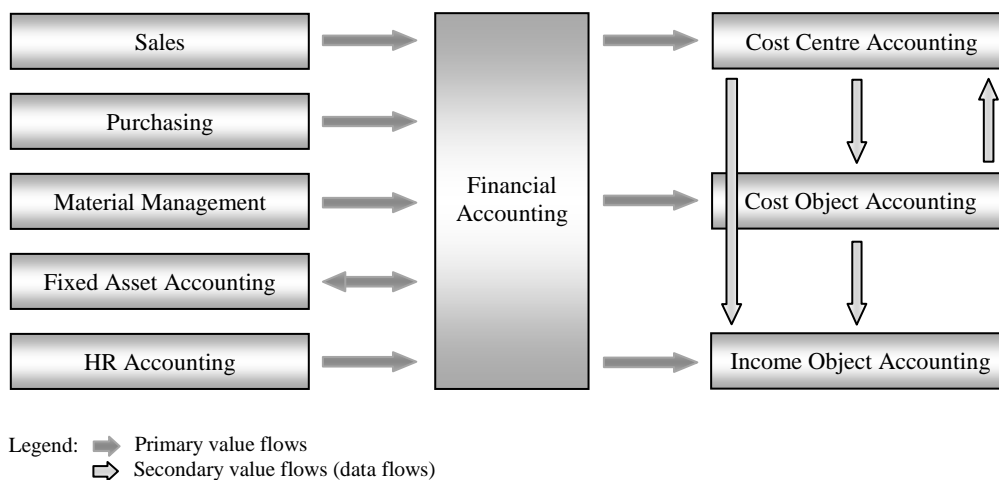 Sales
Purchasing
Material Management
Fixed Asset Accounting
HR Accounting
Financial
Accounting
Cost Centre Accounting
Cost Object Accounting
Income Object Accounting
Legend: Primary value flows
Secondary value flows (data flows)